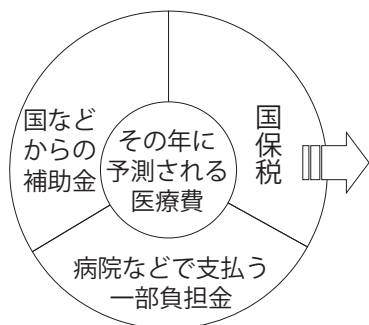 国など
からの
補助金
その年に
予測される
医療費
国保税
病院などで支払う
一部負担金